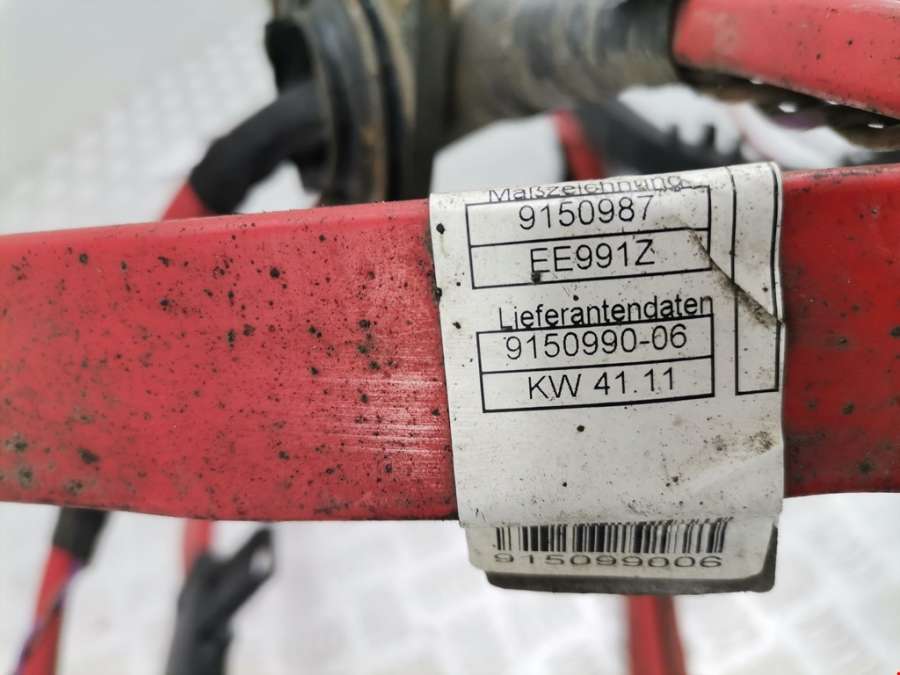 Maßzeichnung
9150987
EE991Z
Lieferantendaten
9150990-06
KW 41.11
915099006